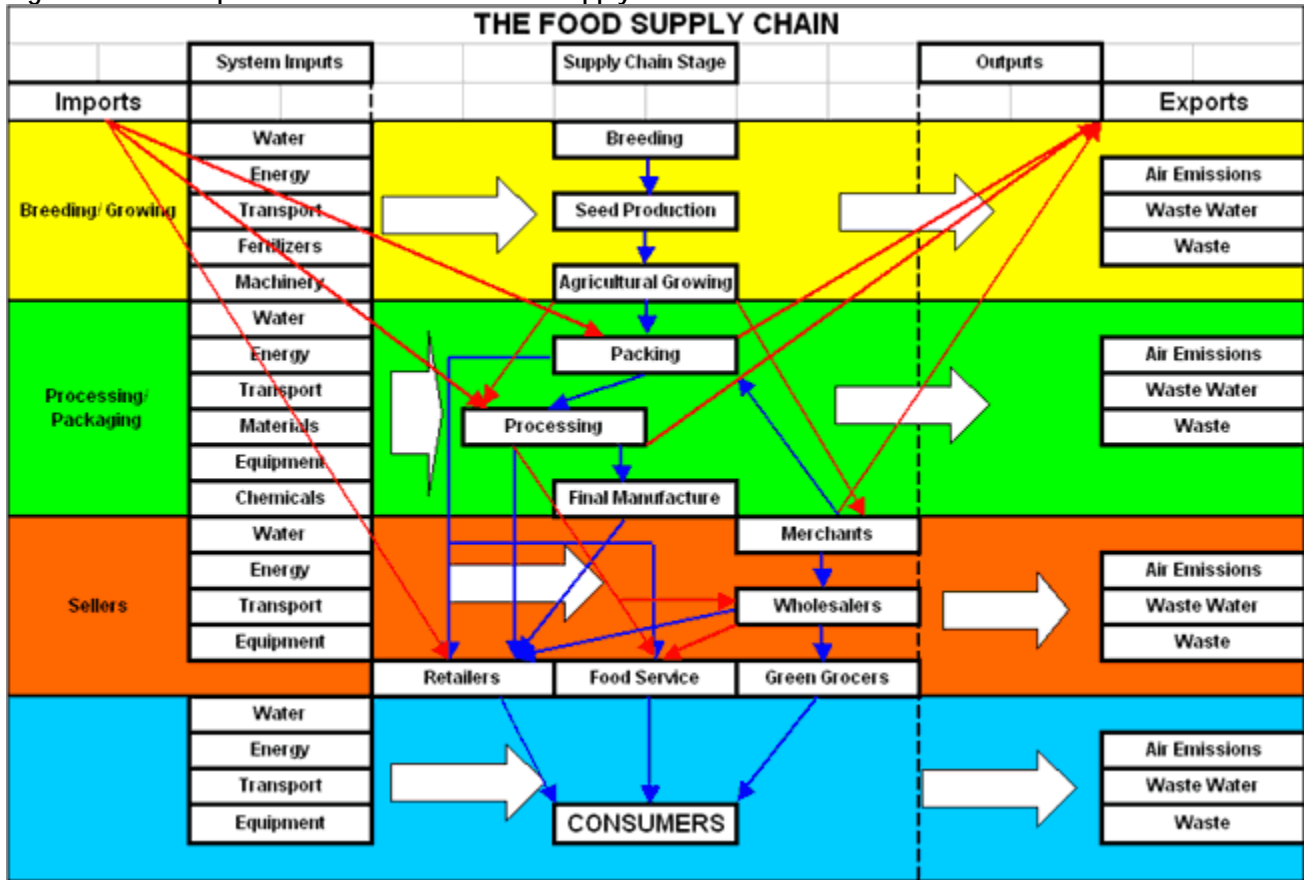 THE FOOD SUPPLY CHAIN
System Imputs
Supply Chain Stage
Outputs
Imports
Exports
Breeding/ Growing
Water
Energy
Transport
Fertilizers
Machinery
Breeding
Seed Production
Agricultural Growing
Air Emissions
Waste Water
Waste
Processing/
Packaging
Water
Energy
Transport
Materials
Equipment
Chemicals
Packing
Processing
Final Manufacture
Air Emissions
Waste Water
Waste
Sellers
Water
Energy
Transport
Equipment
Merchants
Wholesalers
Retailers
Food Service
Green Grocers
Air Emissions
Waste Water
Waste
Water
Energy
Transport
Equipment
CONSUMERS
Air Emissions
Waste Water
Waste